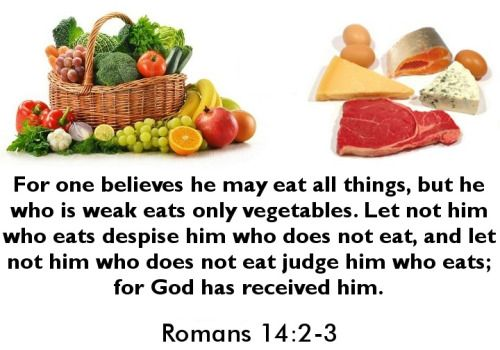 For one believes he may eat all things, but he
who is weak eats only vegetables. Let not him
who eats despise him who does not eat, and let
not him who does not eat judge him who eats;
for God has received him.
Romans 14:2-3